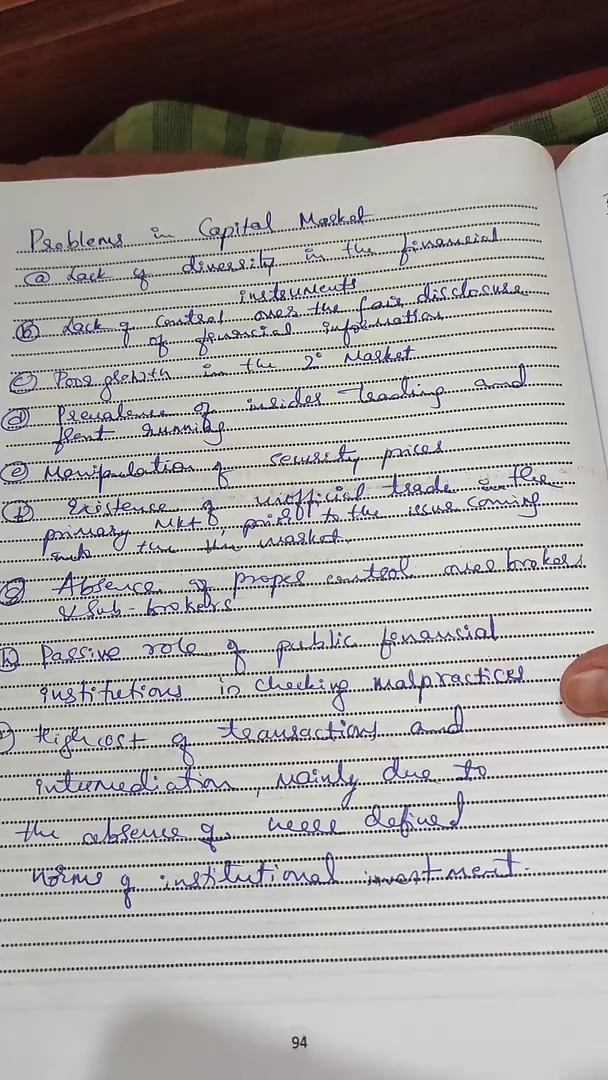 Problems in Capital Market
(a) Lack of diversity in the financial
instruments
(b) Lack of control over the fair disclosure
of financial information
(c) Poor glowth in the 2° Market
(d) Prevalence of insider trading and
front running
(e) Manipulation of security prices
(f) Existence of unofficial trade in the
primary Mkt, prior to the issue coming
into the the market
(g) Absence of proper control over brokers
& Sub-brokers
(h) Passive role of public financial
institutions in checking malpractices
High cost of transactions and
intermediation, mainly due to
the absence of defined
norms of institutional investment.
94